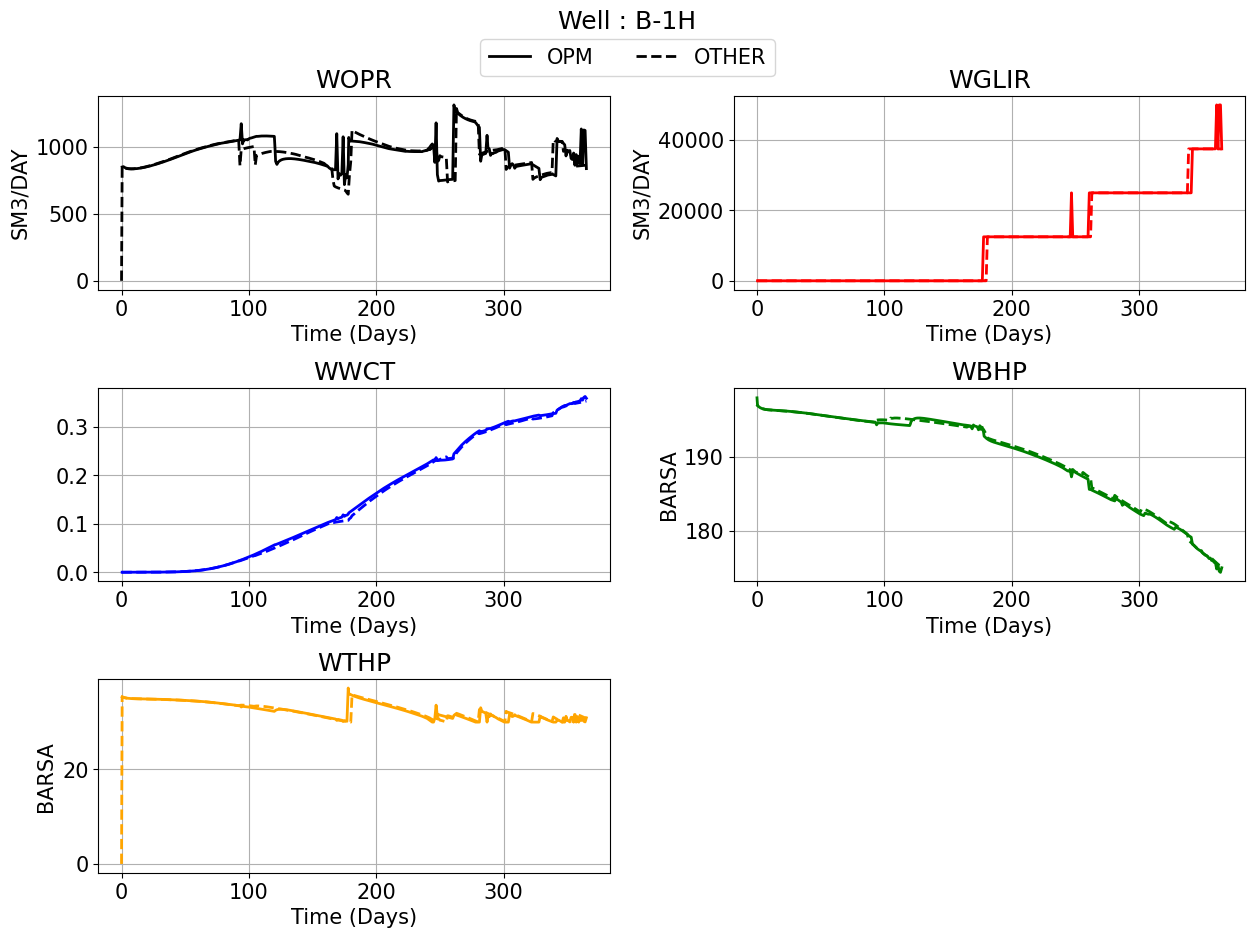 Well : B-1H
OPM OTHER
WOPR
SM3/DAY
1000
500
0
0 100 200 300
Time (Days)
WGLIR
SM3/DAY
40000
20000
0
0 100 200 300
Time (Days)
WWCT
0.3
0.2
0.1
0.0
0 100 200 300
Time (Days)
WBHP
BARSA
190
180
0 100 200 300
Time (Days)
WTHP
BARSA
20
0
0 100 200 300
Time (Days)